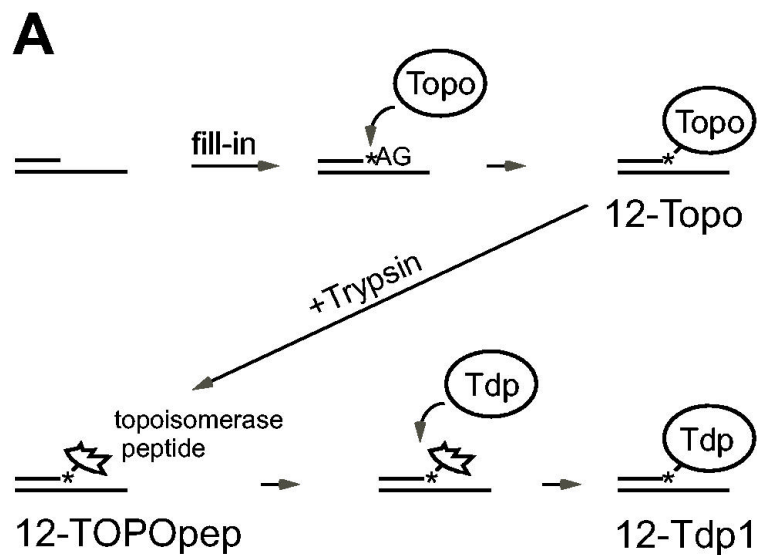 A
fill-in
Topo
*AG
Topo
*
12-Topo
+Trypsin
topoisomerase
peptide
*
12-TOPOpep
Tdp
*
Tdp
*
12-Tdp1